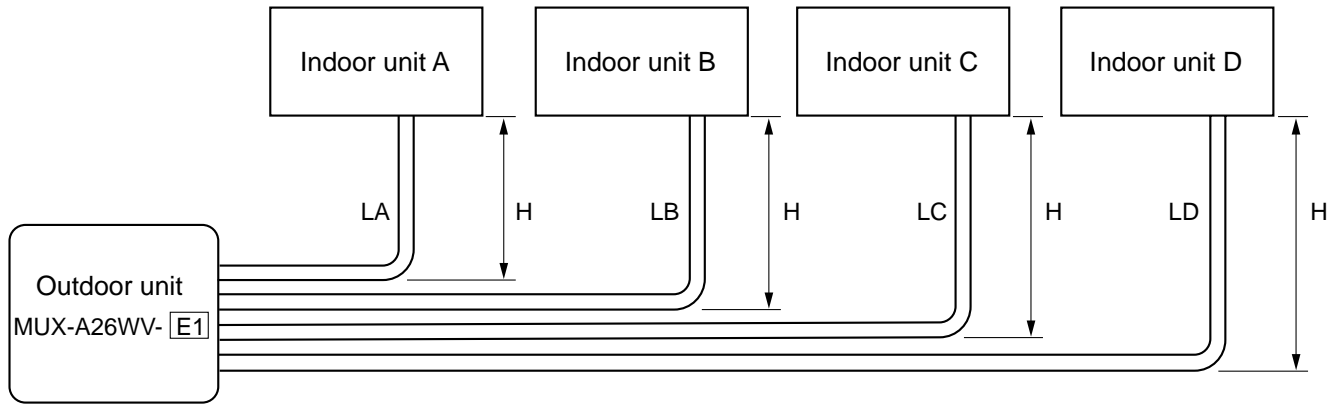 Indoor unit A
Indoor unit B
Indoor unit C
Indoor unit D
LA
H
LB
H
LC
H
LD
H
Outdoor unit
MUX-A26WV- E1